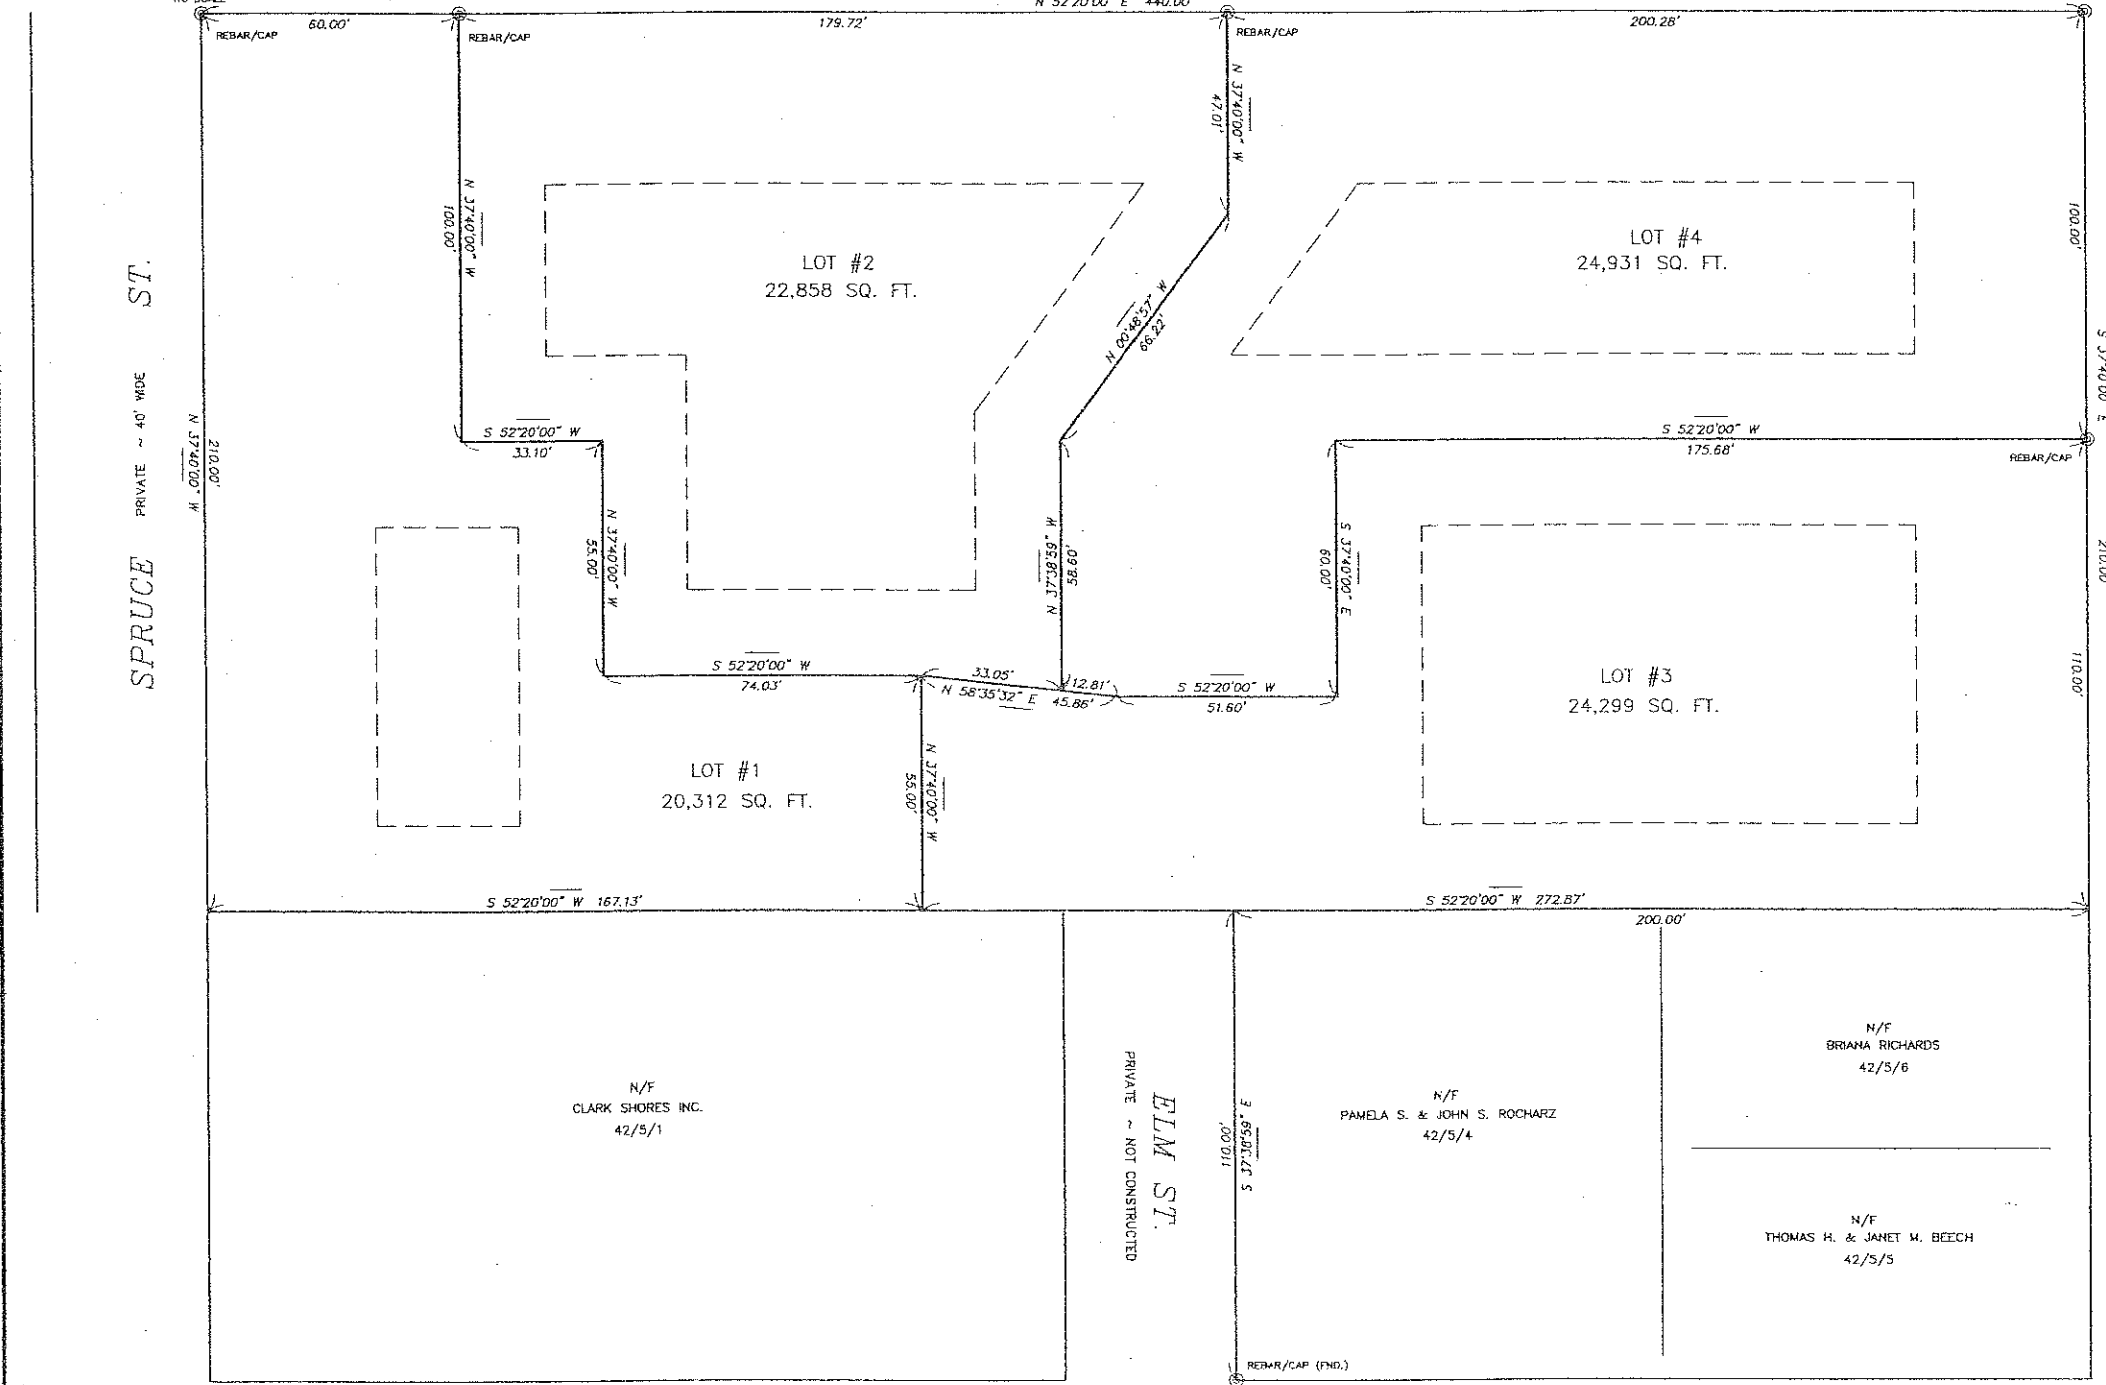 N 52°20'00" E 440.00'
60.00'
179.72'
200.28'
REBAR/CAP
REBAR/CAP
REBAR/CAP
N 37°40'00" W
47.01'
N 37°40'00" W
100.00'
LOT #2
22,858 SQ. FT.
LOT #4
24,931 SQ. FT.
100.00'
SPRUCE ST.
PRIVATE ~ 40' WIDE
N 00°48'57" W
66.22'
S 37°40'00" E
210.00'
N 37°40'00" W
210.00'
S 52°20'00" W
33.10'
S 52°20'00" W
175.68'
REBAR/CAP
N 37°40'00" W
55.00'
N 37°38'59" W
58.60'
S 37°40'00" E
60.00'
S 52°20'00" W
74.03'
33.05'
12.81'
N 58°35'32" E 45.86'
S 52°20'00" W
51.60'
LOT #3
24,299 SQ. FT.
110.00'
LOT #1
20,312 SQ. FT.
N 37°40'00" W
55.00'
S 52°20'00" W 167.13'
S 52°20'00" W 272.87'
200.00'
N/F
CLARK SHORES INC.
42/5/1
ELM ST.
PRIVATE ~ NOT CONSTRUCTED
S 37°38'59" E
110.00'
N/F
PAMELA S. & JOHN S. ROCHARZ
42/5/4
N/F
BRIANA RICHARDS
42/5/6
N/F
THOMAS H. & JANET M. BEECH
42/5/5
REBAR/CAP (FND.)